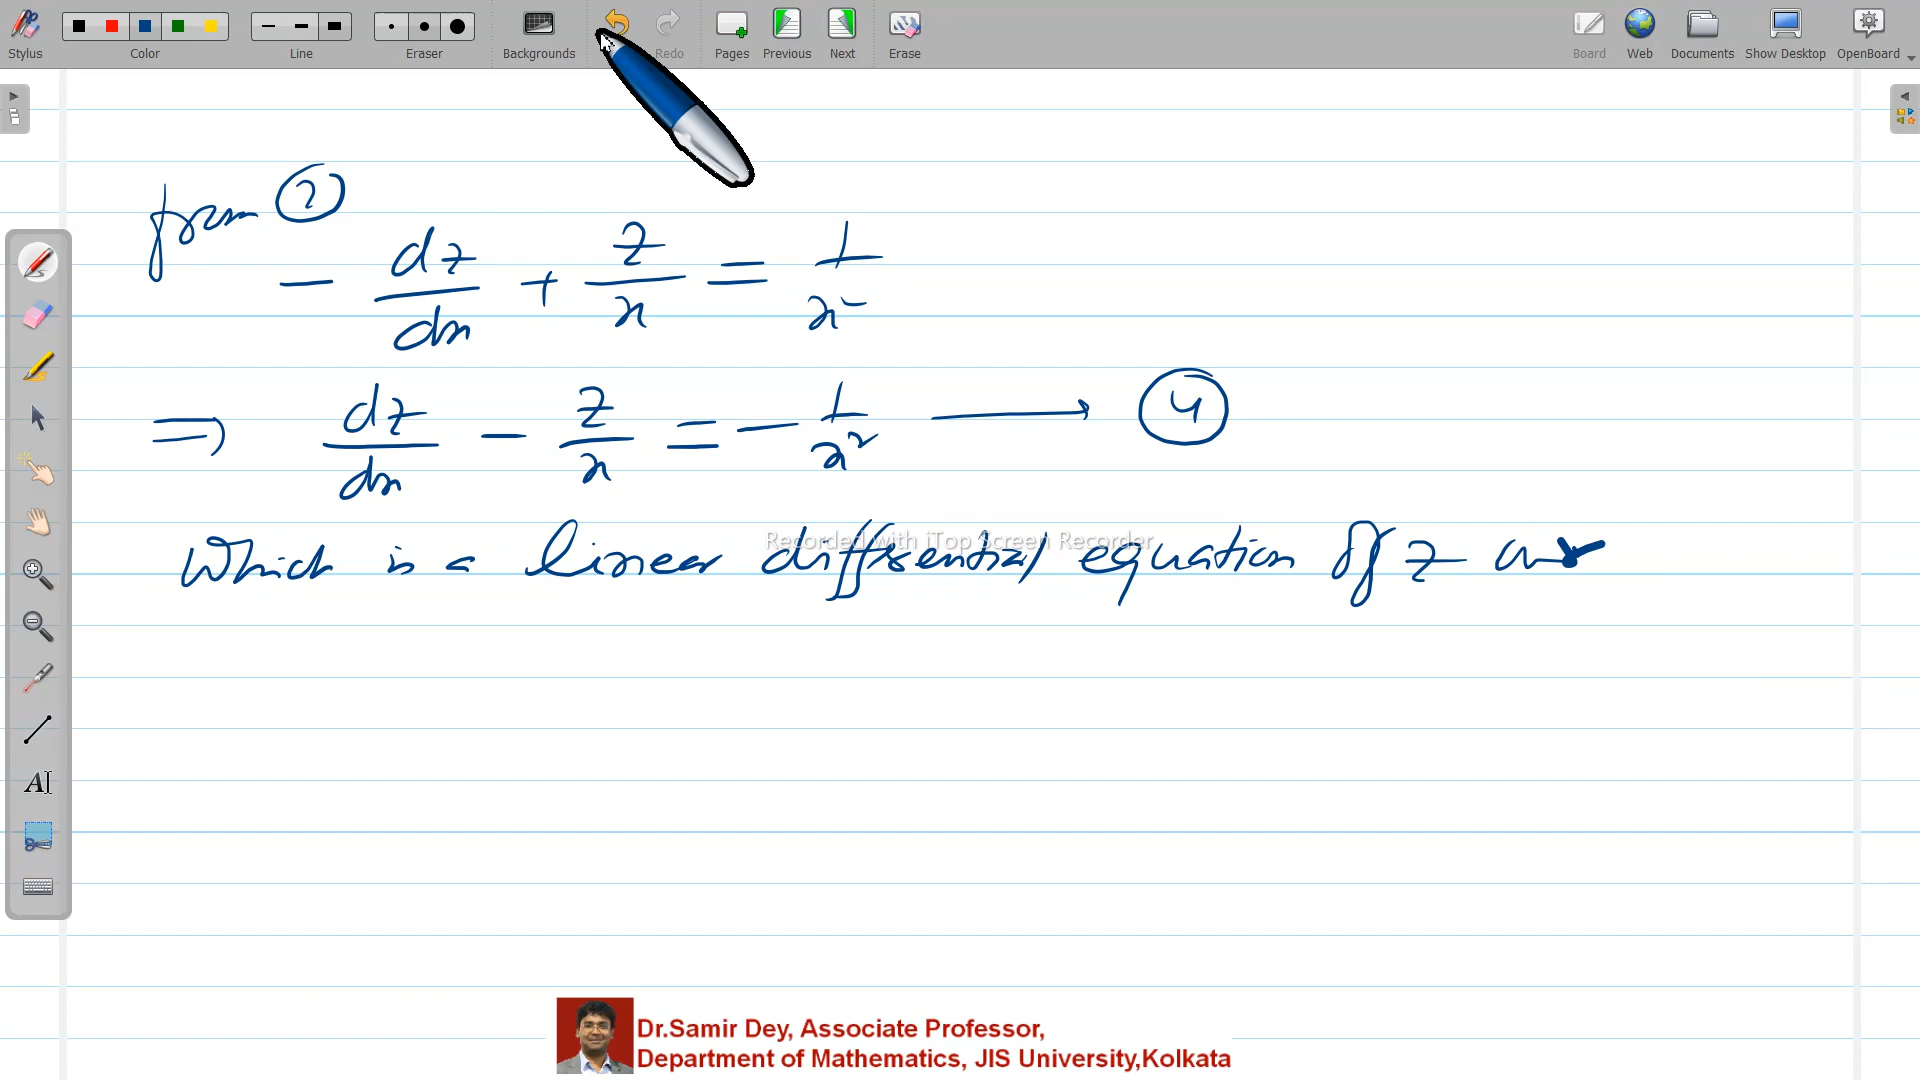 Stylus Color Line Eraser Backgrounds Redo Pages Previous Next Erase Board Web Documents Show Desktop OpenBoard
from ②
- dz/dx + z/x = 1/x²
⇒ dz/dx - z/x = - 1/x² ⟶ ④
Recorded with iTop Screen Recorder
Which is a linear differential equation of z
Dr.Samir Dey, Associate Professor,
Department of Mathematics, JIS University,Kolkata